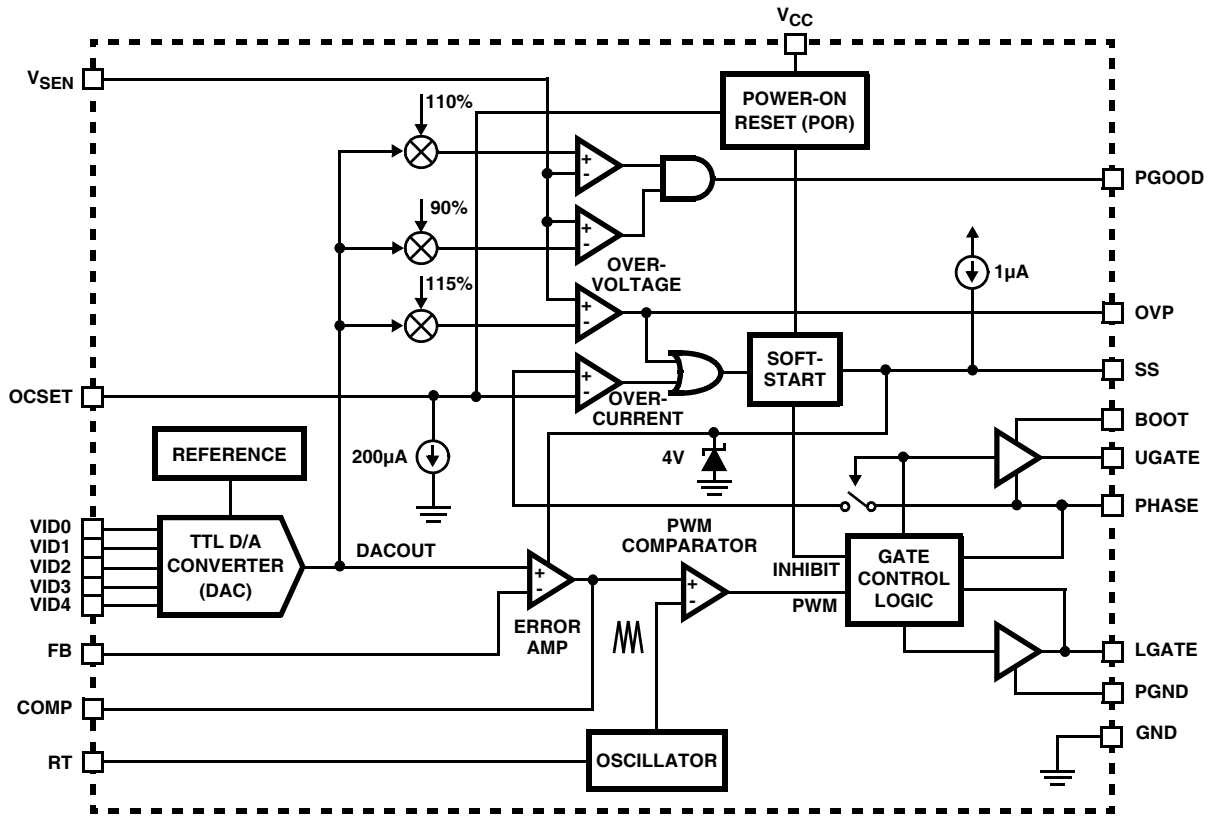 VCC
VSEN
110%
POWER-ON
RESET (POR)
+
-
PGOOD
90%
+
-
OVER-
VOLTAGE
1µA
115%
+
-
OVP
SOFT-
START
SS
+
-
OVER-
CURRENT
OCSET
BOOT
REFERENCE
200µA
4V
UGATE
PHASE
VID0
VID1
VID2
VID3
VID4
TTL D/A
CONVERTER
(DAC)
DACOUT
PWM
COMPARATOR
+
-
+
-
INHIBIT
PWM
GATE
CONTROL
LOGIC
ERROR
AMP
FB
LGATE
PGND
COMP
GND
RT
OSCILLATOR